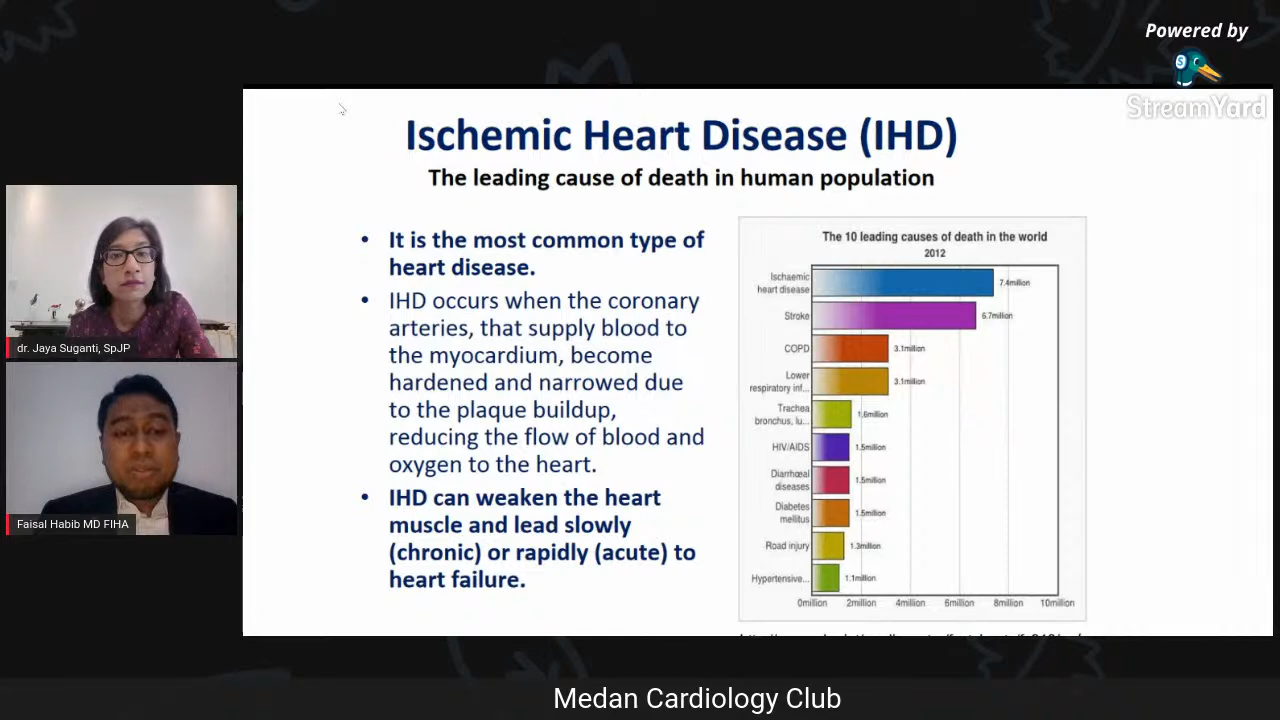 Powered by
StreamYard
Ischemic Heart Disease (IHD)
The leading cause of death in human population
• It is the most common type of
heart disease.
• IHD occurs when the coronary
arteries, that supply blood to
the myocardium, become
hardened and narrowed due
to the plaque buildup,
reducing the flow of blood and
oxygen to the heart.
• IHD can weaken the heart
muscle and lead slowly
(chronic) or rapidly (acute) to
heart failure.
The 10 leading causes of death in the world
2012
Ischaemic
heart disease
7.4million
Stroke
6.7million
COPD
3.1million
Lower
respiratory inf...
3.1million
Trachea
bronchus, lu...
1.6million
HIV/AIDS
1.5million
Diarrhoeal
diseases
1.5million
Diabetes
mellitus
1.5million
Road injury
1.3million
Hypertensive...
1.1million
0million 2million 4million 6million 8million 10million
dr. Jaya Suganti, SpJP
Faisal Habib MD FIHA
Medan Cardiology Club